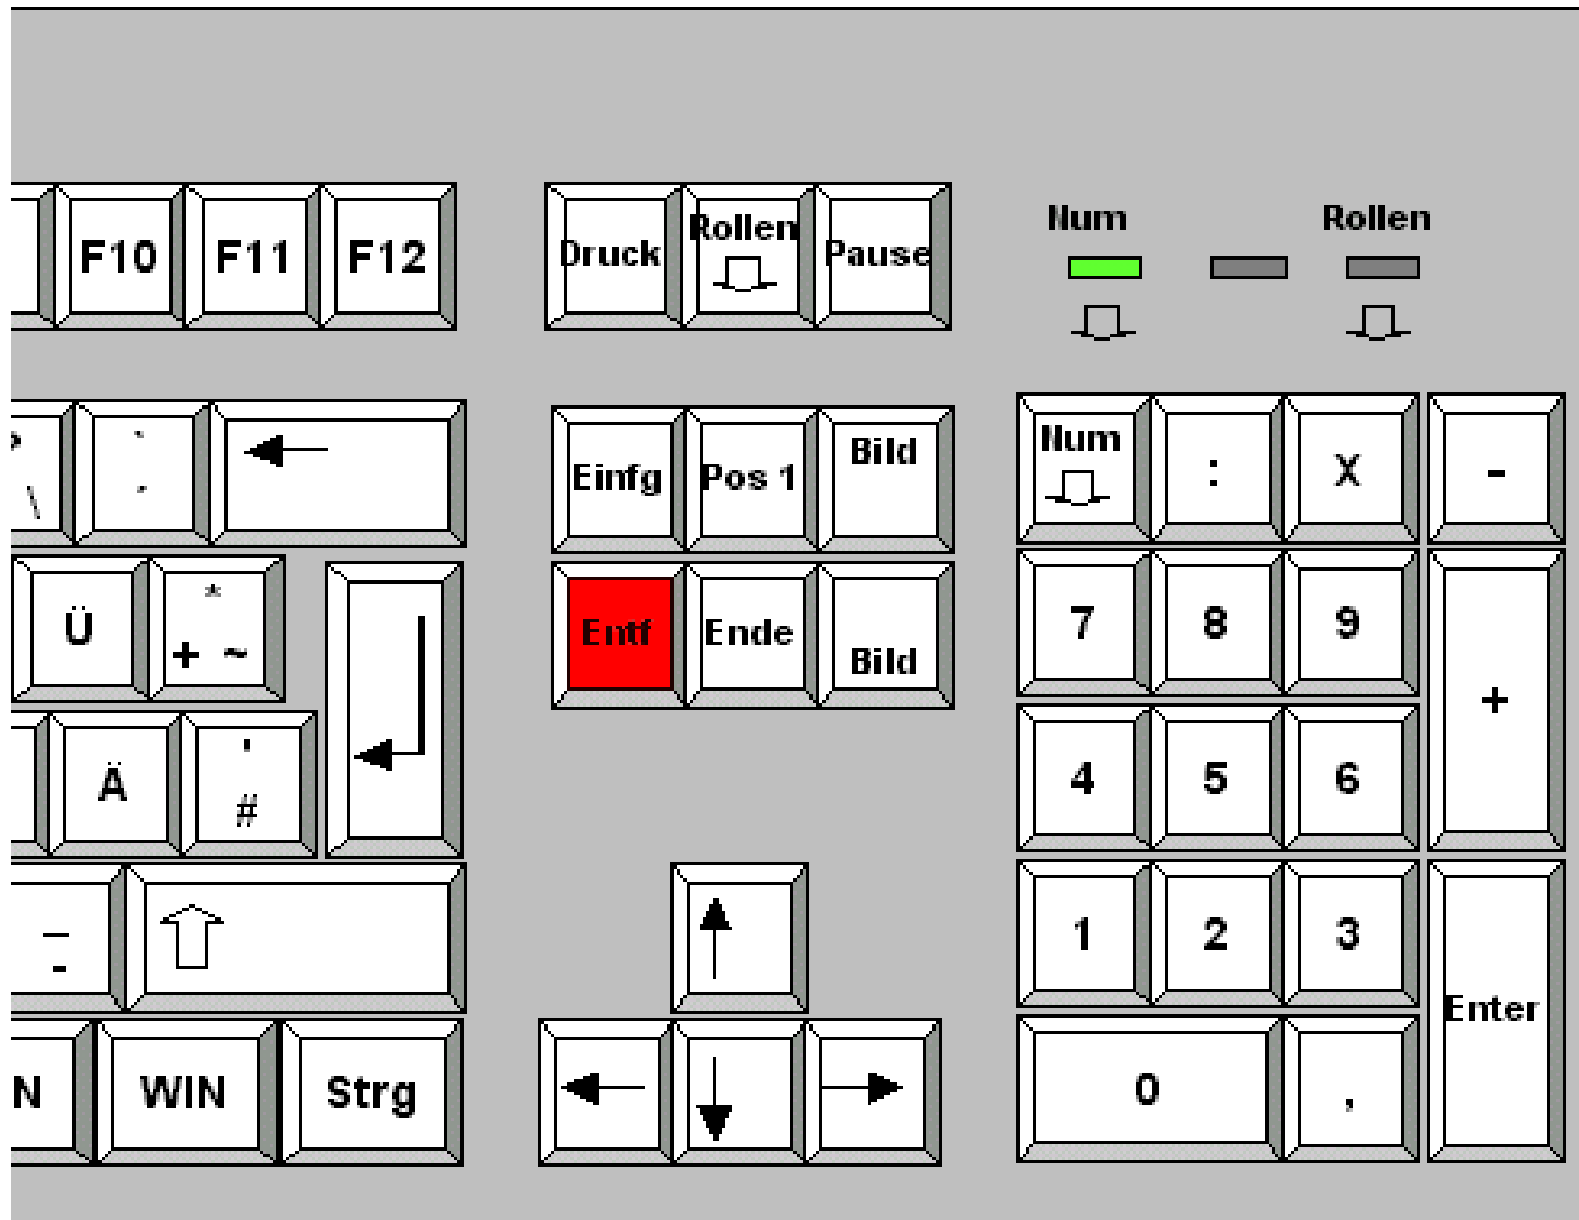 F10 F11 F12 Druck Rollen Pause
Num Rollen
? \ ` ´
Einfg Pos 1 Bild
Num : X -
Ü * + ~
Entf Ende Bild
7 8 9 +
Ä ' #
4 5 6
_ -
1 2 3 Enter
N WIN Strg
0 ,